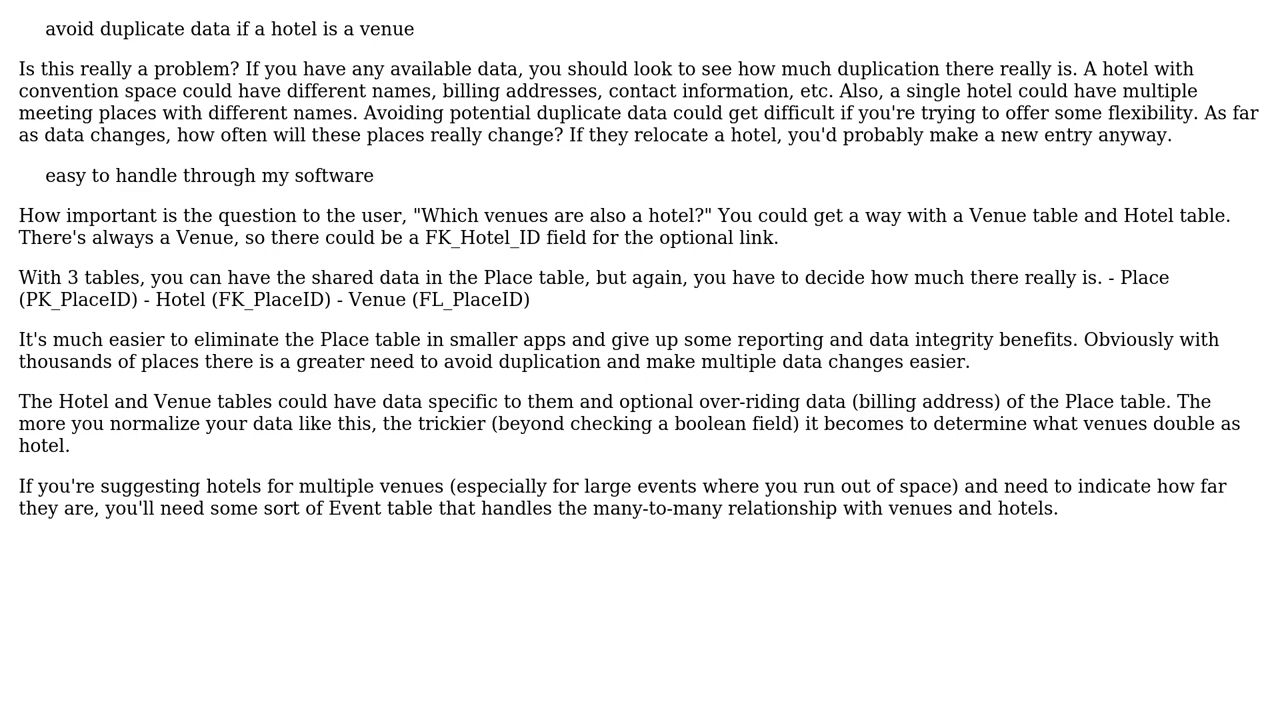 avoid duplicate data if a hotel is a venue
Is this really a problem? If you have any available data, you should look to see how much duplication there really is. A hotel with
convention space could have different names, billing addresses, contact information, etc. Also, a single hotel could have multiple
meeting places with different names. Avoiding potential duplicate data could get difficult if you're trying to offer some flexibility. As far
as data changes, how often will these places really change? If they relocate a hotel, you'd probably make a new entry anyway.
easy to handle through my software
How important is the question to the user, "Which venues are also a hotel?" You could get a way with a Venue table and Hotel table.
There's always a Venue, so there could be a FK_Hotel_ID field for the optional link.
With 3 tables, you can have the shared data in the Place table, but again, you have to decide how much there really is. - Place
(PK_PlaceID) - Hotel (FK_PlaceID) - Venue (FL_PlaceID)
It's much easier to eliminate the Place table in smaller apps and give up some reporting and data integrity benefits. Obviously with
thousands of places there is a greater need to avoid duplication and make multiple data changes easier.
The Hotel and Venue tables could have data specific to them and optional over-riding data (billing address) of the Place table. The
more you normalize your data like this, the trickier (beyond checking a boolean field) it becomes to determine what venues double as
hotel.
If you're suggesting hotels for multiple venues (especially for large events where you run out of space) and need to indicate how far
they are, you'll need some sort of Event table that handles the many-to-many relationship with venues and hotels.